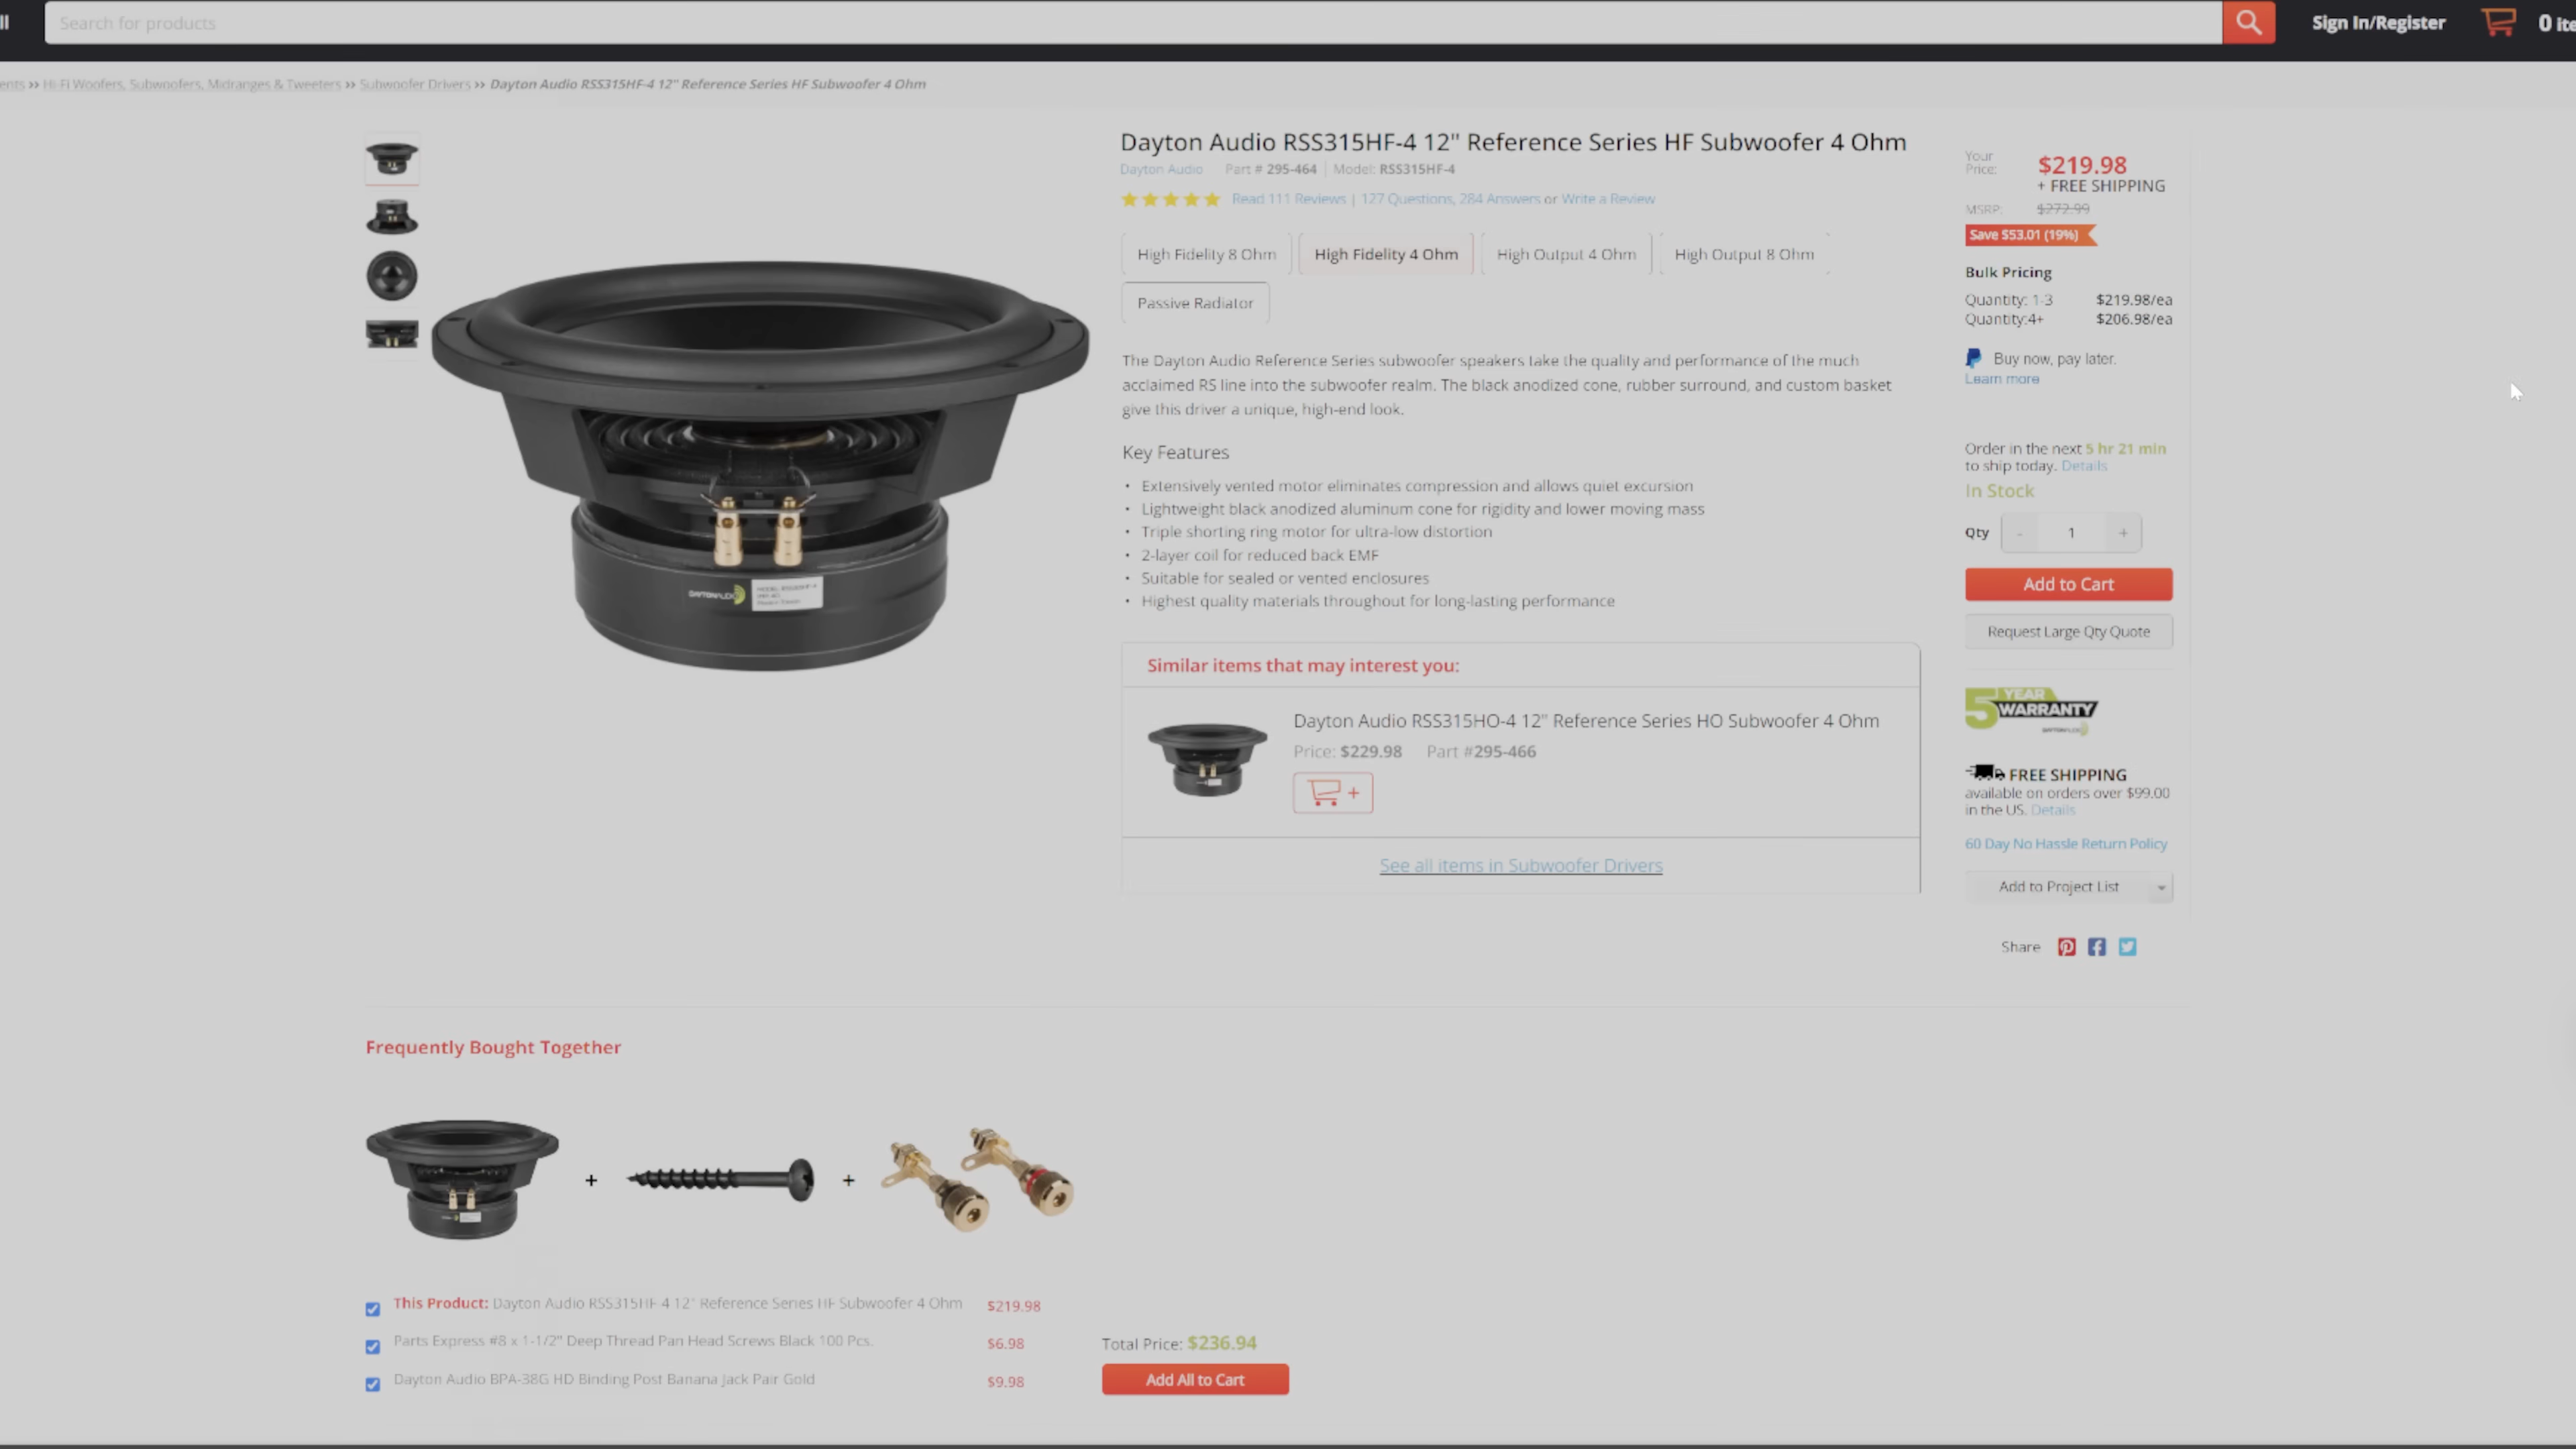 ll
Search for products
Sign In/Register
0 ite
ents >> Hi-Fi Woofers, Subwoofers, Midranges & Tweeters >> Subwoofer Drivers >> Dayton Audio RSS315HF-4 12" Reference Series HF Subwoofer 4 Ohm
Dayton Audio RSS315HF-4 12" Reference Series HF Subwoofer 4 Ohm
Dayton Audio Part # 295-464 | Model: RSS315HF-4
Read 111 Reviews | 127 Questions, 284 Answers or Write a Review
High Fidelity 8 Ohm
High Fidelity 4 Ohm
High Output 4 Ohm
High Output 8 Ohm
Passive Radiator
The Dayton Audio Reference Series subwoofer speakers take the quality and performance of the much
acclaimed RS line into the subwoofer realm. The black anodized cone, rubber surround, and custom basket
give this driver a unique, high-end look.
Key Features
• Extensively vented motor eliminates compression and allows quiet excursion
• Lightweight black anodized aluminum cone for rigidity and lower moving mass
• Triple shorting ring motor for ultra-low distortion
• 2-layer coil for reduced back EMF
• Suitable for sealed or vented enclosures
• Highest quality materials throughout for long-lasting performance
DAYTON AUDIO
Similar items that may interest you:
Dayton Audio RSS315HO-4 12" Reference Series HO Subwoofer 4 Ohm
Price: $229.98 Part #295-466
+
See all items in Subwoofer Drivers
Your
Price:
$219.98
+ FREE SHIPPING
MSRP: $272.99
Save $53.01 (19%)
Bulk Pricing
Quantity: 1-3 $219.98/ea
Quantity:4+ $206.98/ea
Buy now, pay later.
Learn more
Order in the next 5 hr 21 min
to ship today. Details
In Stock
Qty - 1 +
Add to Cart
Request Large Qty Quote
5 YEAR
WARRANTY
DAYTON AUDIO
FREE SHIPPING
available on orders over $99.00
in the US. Details
60 Day No Hassle Return Policy
Add to Project List
Share
Frequently Bought Together
+
+
This Product: Dayton Audio RSS315HF-4 12" Reference Series HF Subwoofer 4 Ohm $219.98
Parts Express #8 x 1-1/2" Deep Thread Pan Head Screws Black 100 Pcs. $6.98
Dayton Audio BPA-38G HD Binding Post Banana Jack Pair Gold $9.98
Total Price: $236.94
Add All to Cart